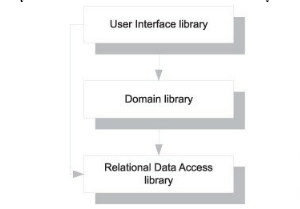 User Interface library
Domain library
Relational Data Access
library